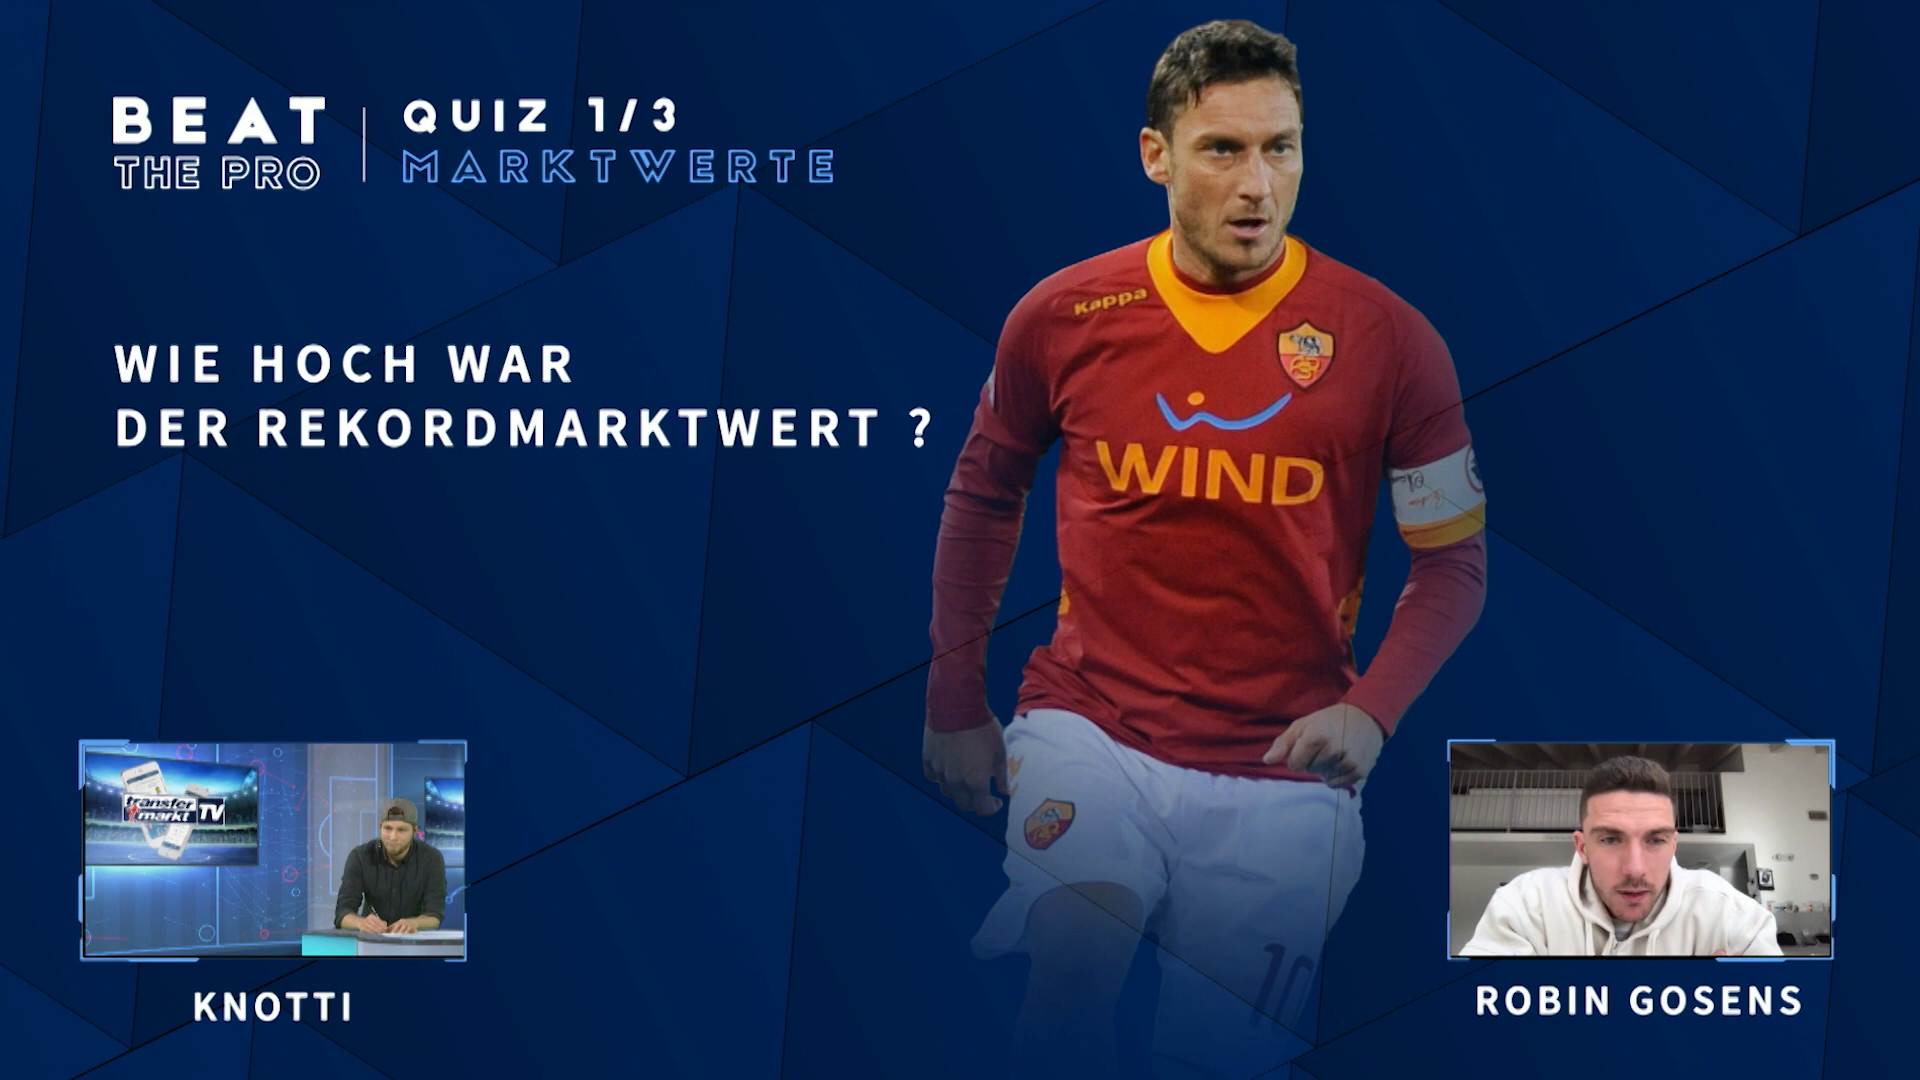 BEAT
THE PRO
QUIZ 1/3
MARKTWERTE
WIE HOCH WAR
DER REKORDMARKTWERT ?
Kappa
WIND
10
transfer
markt TV
KNOTTI
ROBIN GOSENS